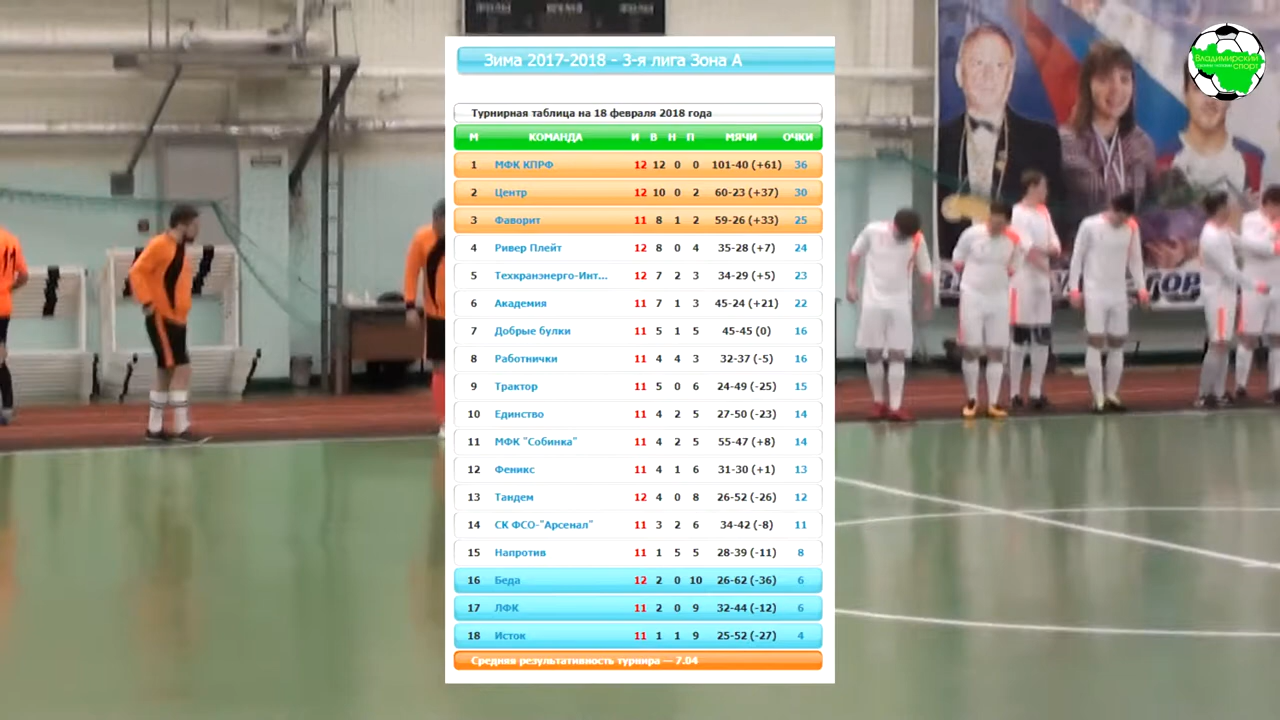 Зима 2017-2018 - 3-я лига Зона А
Турнирная таблица на 18 февраля 2018 года
М КОМАНДА И В Н П МЯЧИ ОЧКИ
1 МФК КПРФ 12 12 0 0 101-40 (+61) 36
2 Центр 12 10 0 2 60-23 (+37) 30
3 Фаворит 11 8 1 2 59-26 (+33) 25
4 Ривер Плейт 12 8 0 4 35-28 (+7) 24
5 Техкранэнерго-Инт... 12 7 2 3 34-29 (+5) 23
6 Академия 11 7 1 3 45-24 (+21) 22
7 Добрые булки 11 5 1 5 45-45 (0) 16
8 Работнички 11 4 4 3 32-37 (-5) 16
9 Трактор 11 5 0 6 24-49 (-25) 15
10 Единство 11 4 2 5 27-50 (-23) 14
11 МФК "Собинка" 11 4 2 5 55-47 (+8) 14
12 Феникс 11 4 1 6 31-30 (+1) 13
13 Тандем 12 4 0 8 26-52 (-26) 12
14 СК ФСО-"Арсенал" 11 3 2 6 34-42 (-8) 11
15 Напротив 11 1 5 5 28-39 (-11) 8
16 Беда 12 2 0 10 26-62 (-36) 6
17 ЛФК 11 2 0 9 32-44 (-12) 6
18 Исток 11 1 1 9 25-52 (-27) 4
Средняя результативность турнира — 7.04
Владимирский
спорт
11
ТОР